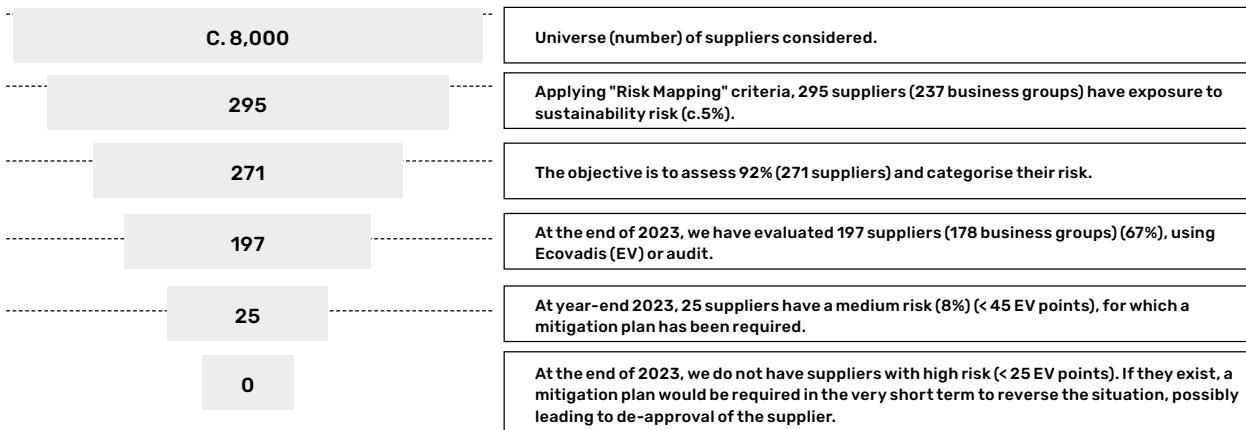 C. 8,000
Universe (number) of suppliers considered.
295
Applying "Risk Mapping" criteria, 295 suppliers (237 business groups) have exposure to
sustainability risk (c.5%).
271
The objective is to assess 92% (271 suppliers) and categorise their risk.
197
At the end of 2023, we have evaluated 197 suppliers (178 business groups) (67%), using
Ecovadis (EV) or audit.
25
At year-end 2023, 25 suppliers have a medium risk (8%) (< 45 EV points), for which a
mitigation plan has been required.
0
At the end of 2023, we do not have suppliers with high risk (< 25 EV points). If they exist, a
mitigation plan would be required in the very short term to reverse the situation, possibly
leading to de-approval of the supplier.